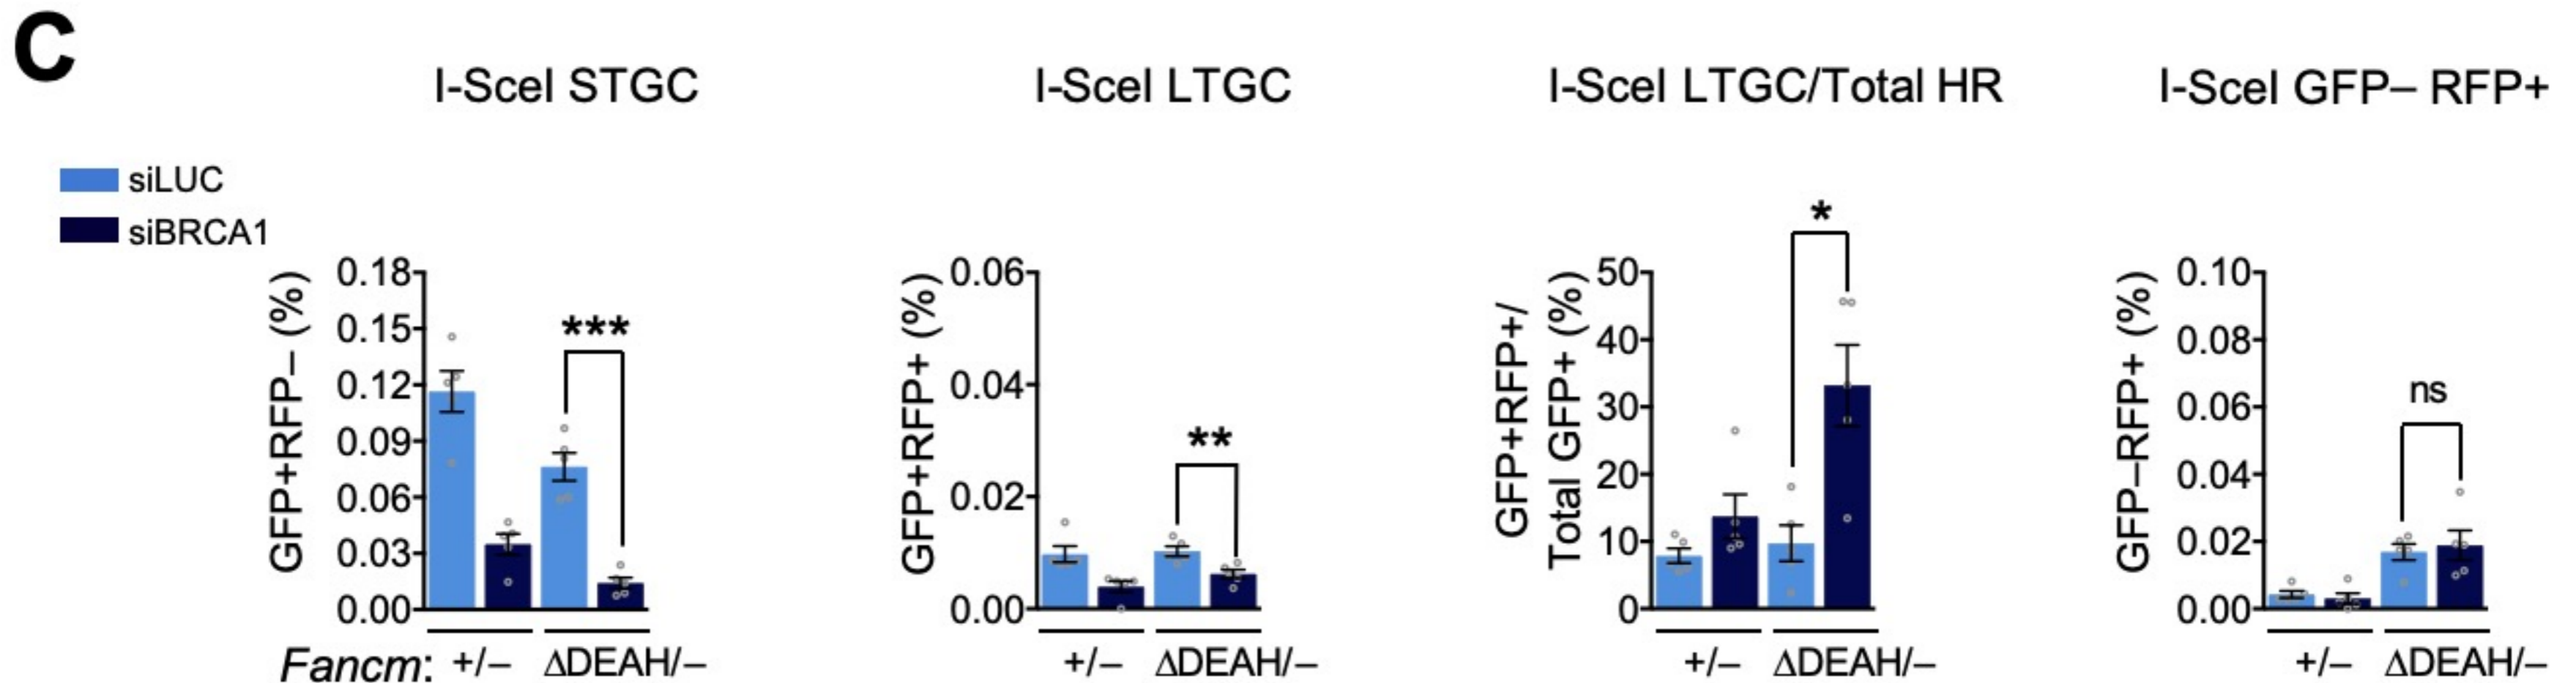 C
I-SceI STGC
I-SceI LTGC
I-SceI LTGC/Total HR
I-SceI GFP– RFP+
siLUC
siBRCA1
GFP+RFP– (%)
0.18
0.15
0.12
0.09
0.06
0.03
0.00
***
Fancm: +/– ΔDEAH/–
GFP+RFP+ (%)
0.06
0.04
0.02
0.00
**
+/– ΔDEAH/–
GFP+RFP+/
Total GFP+ (%)
50
40
30
20
10
0
*
+/– ΔDEAH/–
GFP–RFP+ (%)
0.10
0.08
0.06
0.04
0.02
0.00
ns
+/– ΔDEAH/–